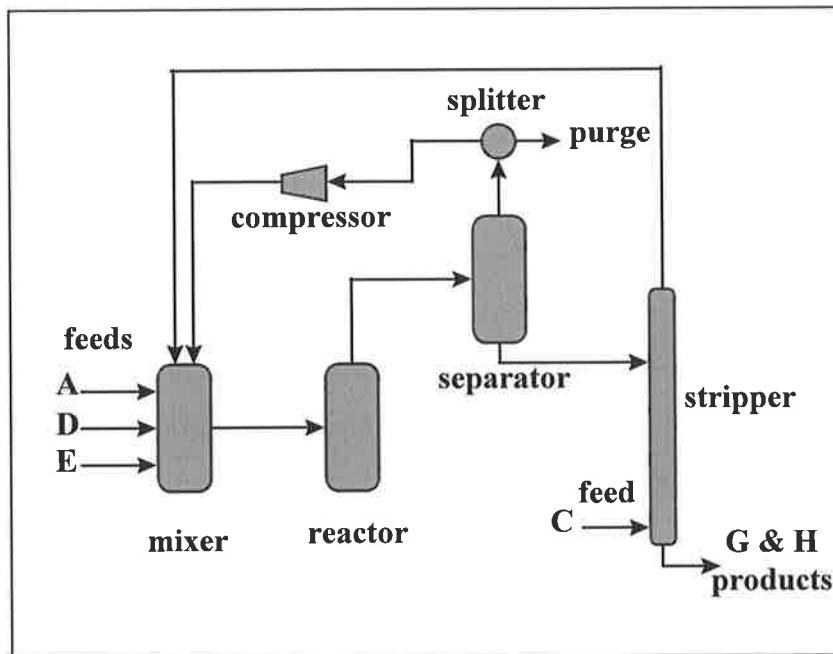 splitter
purge
compressor
feeds
A
D
E
separator
stripper
feed
C
mixer
reactor
G & H
products